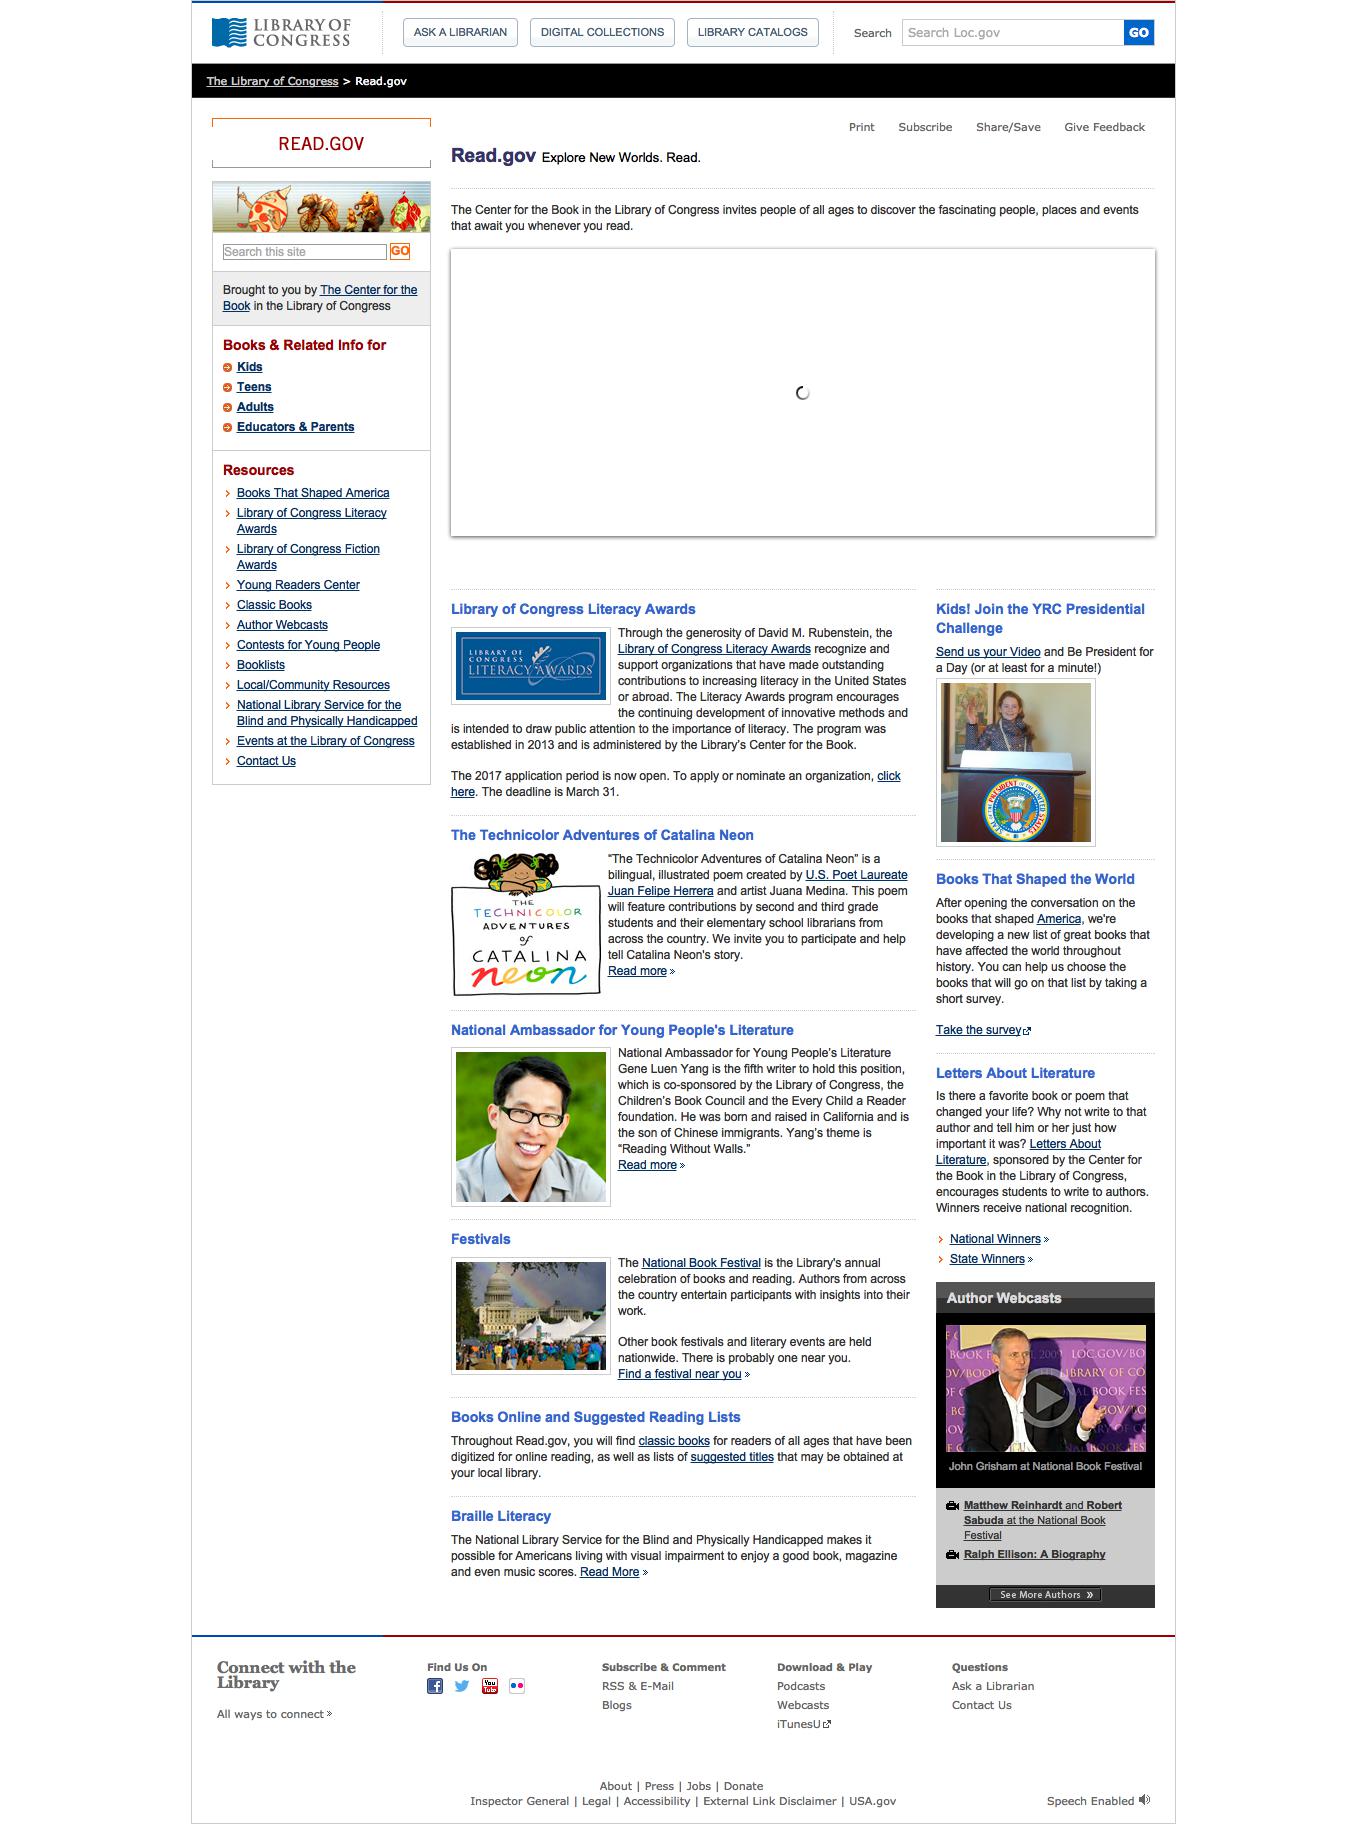 LIBRARY OF
CONGRESS
ASK A LIBRARIAN
DIGITAL COLLECTIONS
LIBRARY CATALOGS
Search
Search Loc.gov
GO
The Library of Congress > Read.gov
READ.GOV
Search this site
GO
Brought to you by The Center for the
Book in the Library of Congress
Books & Related Info for
Kids
Teens
Adults
Educators & Parents
Resources
Books That Shaped America
Library of Congress Literacy
Awards
Library of Congress Fiction
Awards
Young Readers Center
Classic Books
Author Webcasts
Contests for Young People
Booklists
Local/Community Resources
National Library Service for the
Blind and Physically Handicapped
Events at the Library of Congress
Contact Us
Print
Subscribe
Share/Save
Give Feedback
Read.gov Explore New Worlds. Read.
The Center for the Book in the Library of Congress invites people of all ages to discover the fascinating people, places and events
that await you whenever you read.
Library of Congress Literacy Awards
LIBRARY OF
CONGRESS
LITERACY AWARDS
Through the generosity of David M. Rubenstein, the
Library of Congress Literacy Awards recognize and
support organizations that have made outstanding
contributions to increasing literacy in the United States
or abroad. The Literacy Awards program encourages
the continuing development of innovative methods and
is intended to draw public attention to the importance of literacy. The program was
established in 2013 and is administered by the Library’s Center for the Book.
The 2017 application period is now open. To apply or nominate an organization, click
here. The deadline is March 31.
The Technicolor Adventures of Catalina Neon
THE
TECHNICOLOR
ADVENTURES
of
CATALINA
neon
“The Technicolor Adventures of Catalina Neon” is a
bilingual, illustrated poem created by U.S. Poet Laureate
Juan Felipe Herrera and artist Juana Medina. This poem
will feature contributions by second and third grade
students and their elementary school librarians from
across the country. We invite you to participate and help
tell Catalina Neon's story.
Read more »
National Ambassador for Young People's Literature
National Ambassador for Young People’s Literature
Gene Luen Yang is the fifth writer to hold this position,
which is co-sponsored by the Library of Congress, the
Children’s Book Council and the Every Child a Reader
foundation. He was born and raised in California and is
the son of Chinese immigrants. Yang’s theme is
“Reading Without Walls.”
Read more »
Festivals
The National Book Festival is the Library's annual
celebration of books and reading. Authors from across
the country entertain participants with insights into their
work.
Other book festivals and literary events are held
nationwide. There is probably one near you.
Find a festival near you »
Books Online and Suggested Reading Lists
Throughout Read.gov, you will find classic books for readers of all ages that have been
digitized for online reading, as well as lists of suggested titles that may be obtained at
your local library.
Braille Literacy
The National Library Service for the Blind and Physically Handicapped makes it
possible for Americans living with visual impairment to enjoy a good book, magazine
and even music scores. Read More »
Kids! Join the YRC Presidential
Challenge
Send us your Video and Be President for
a Day (or at least for a minute!)
Books That Shaped the World
After opening the conversation on the
books that shaped America, we're
developing a new list of great books that
have affected the world throughout
history. You can help us choose the
books that will go on that list by taking a
short survey.
Take the survey
Letters About Literature
Is there a favorite book or poem that
changed your life? Why not write to that
author and tell him or her just how
important it was? Letters About
Literature, sponsored by the Center for
the Book in the Library of Congress,
encourages students to write to authors.
Winners receive national recognition.
National Winners »
State Winners »
Author Webcasts
John Grisham at National Book Festival
Matthew Reinhardt and Robert
Sabuda at the National Book
Festival
Ralph Ellison: A Biography
See More Authors »
Connect with the
Library
All ways to connect »
Find Us On
You
Tube
Subscribe & Comment
RSS & E-Mail
Blogs
Download & Play
Podcasts
Webcasts
iTunesU
Questions
Ask a Librarian
Contact Us
About | Press | Jobs | Donate
Inspector General | Legal | Accessibility | External Link Disclaimer | USA.gov
Speech Enabled